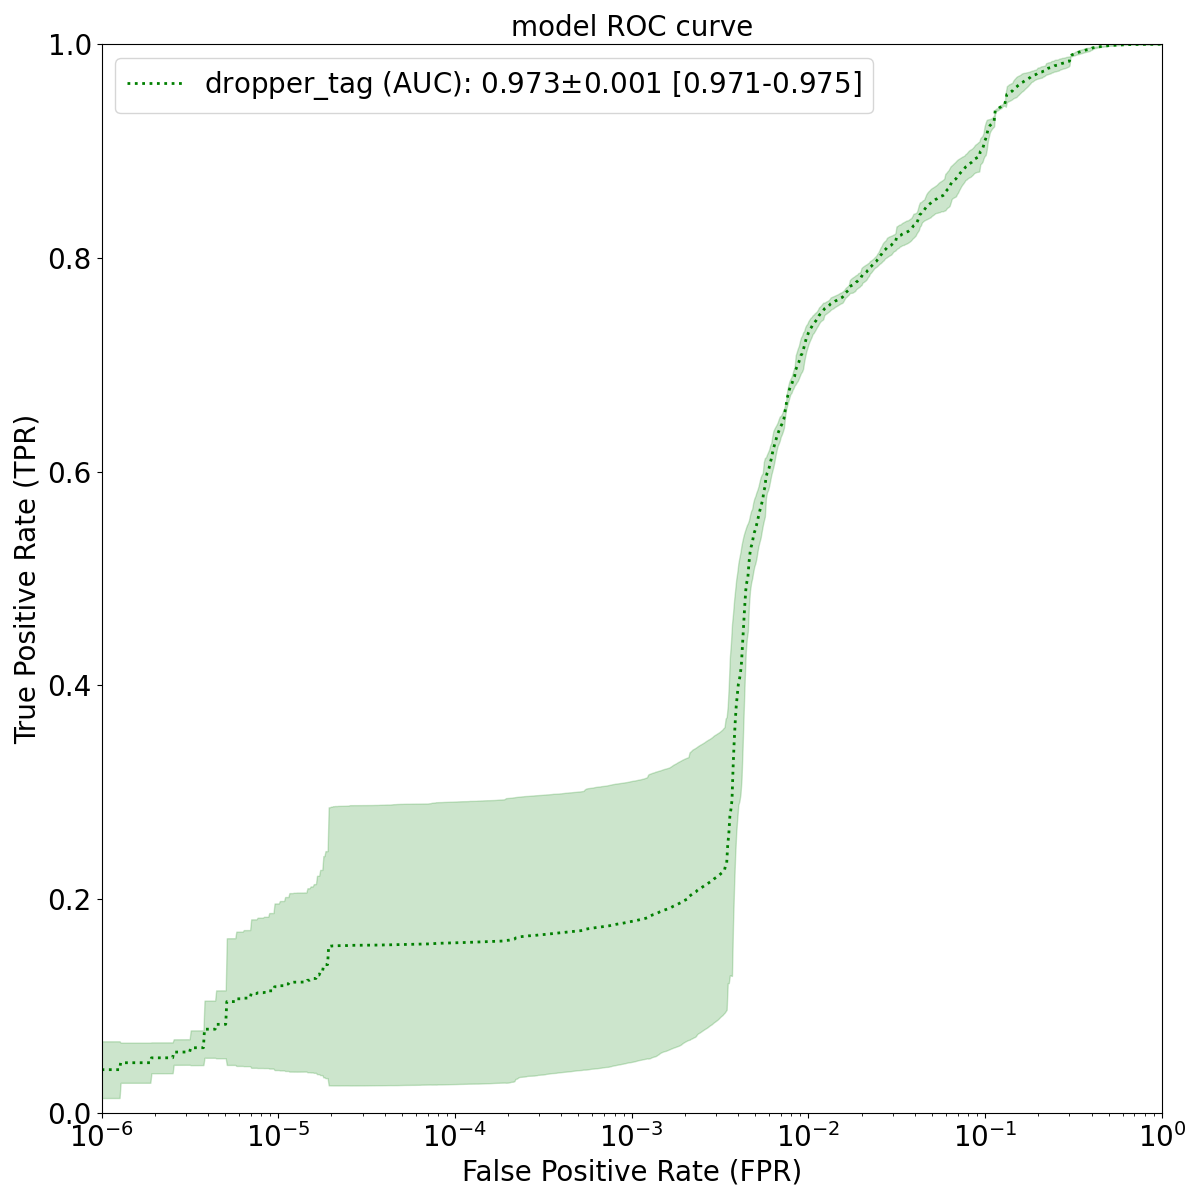 model ROC curve
dropper_tag (AUC): 0.973±0.001 [0.971-0.975]
1.0
0.8
0.6
0.4
0.2
0.0
True Positive Rate (TPR)
10⁻⁶ 10⁻⁵ 10⁻⁴ 10⁻³ 10⁻² 10⁻¹ 10⁰
False Positive Rate (FPR)